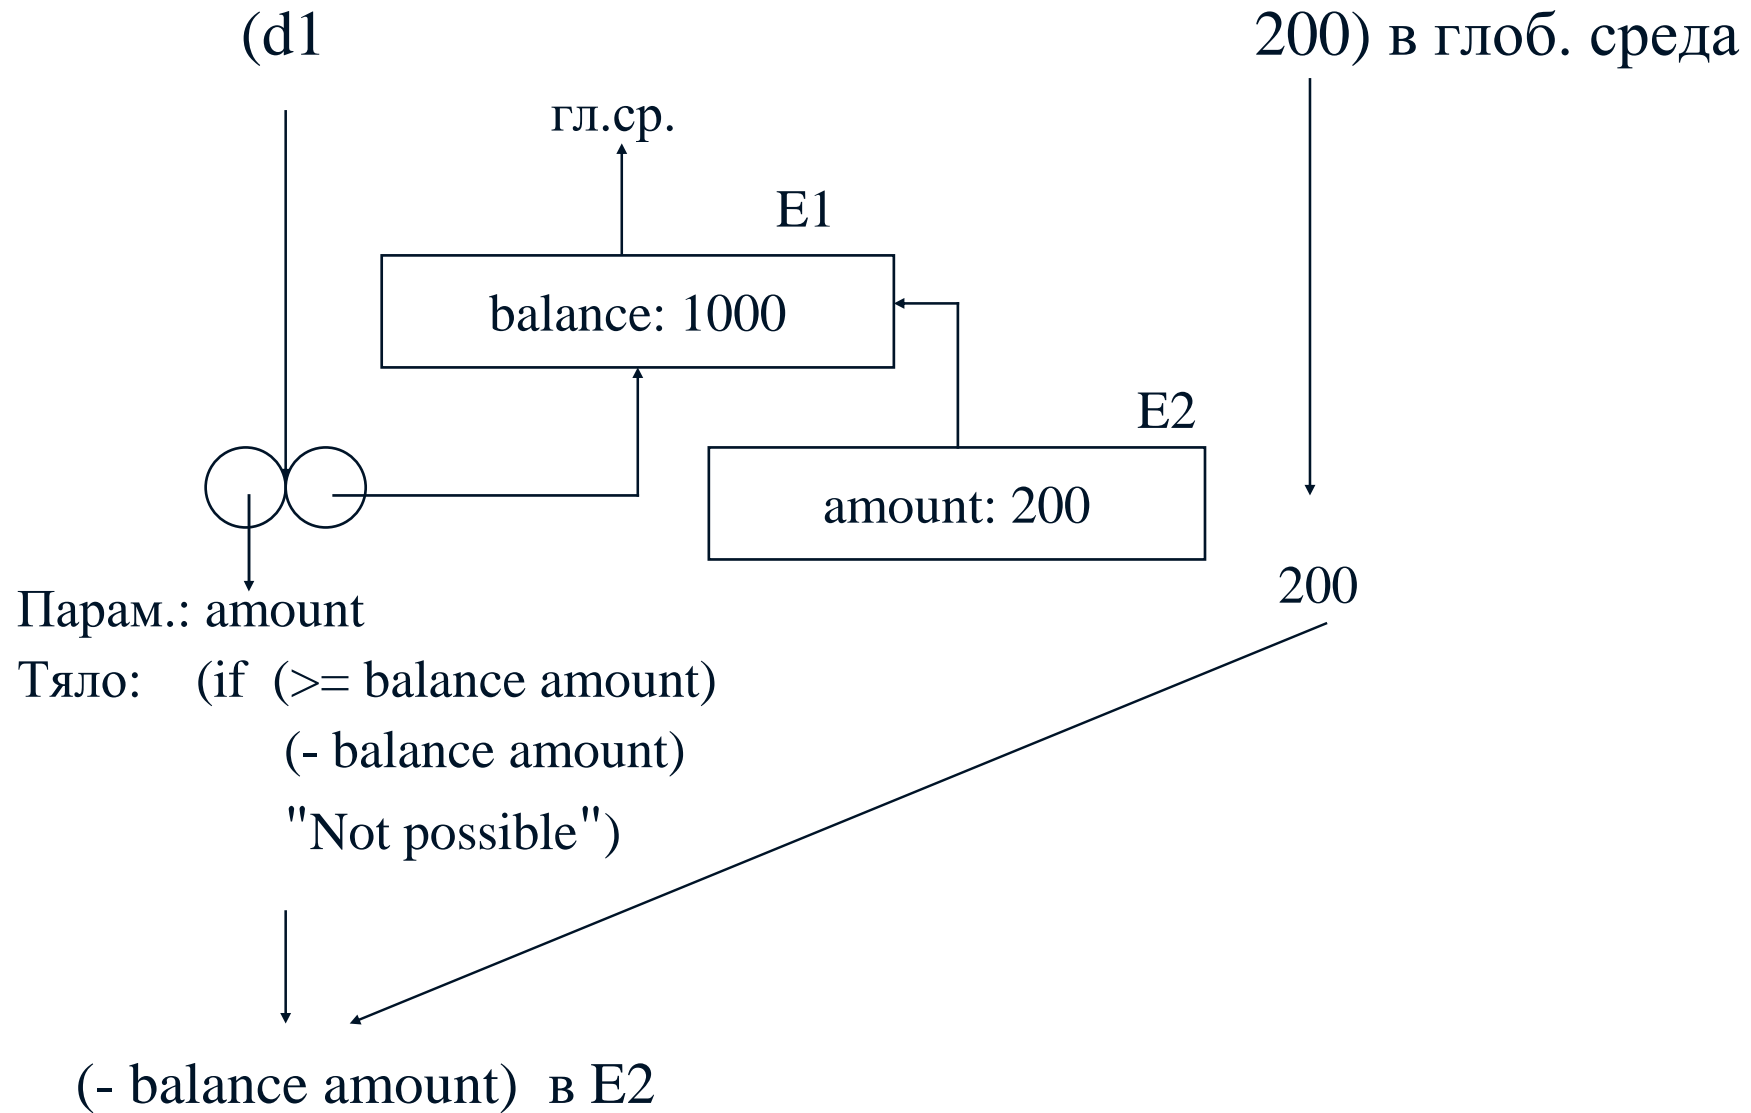 (d1 200) в глоб. среда
гл.ср.
E1
balance: 1000
E2
amount: 200
200
Парам.: amount
Тяло: (if (>= balance amount)
(- balance amount)
"Not possible")
(- balance amount) в E2